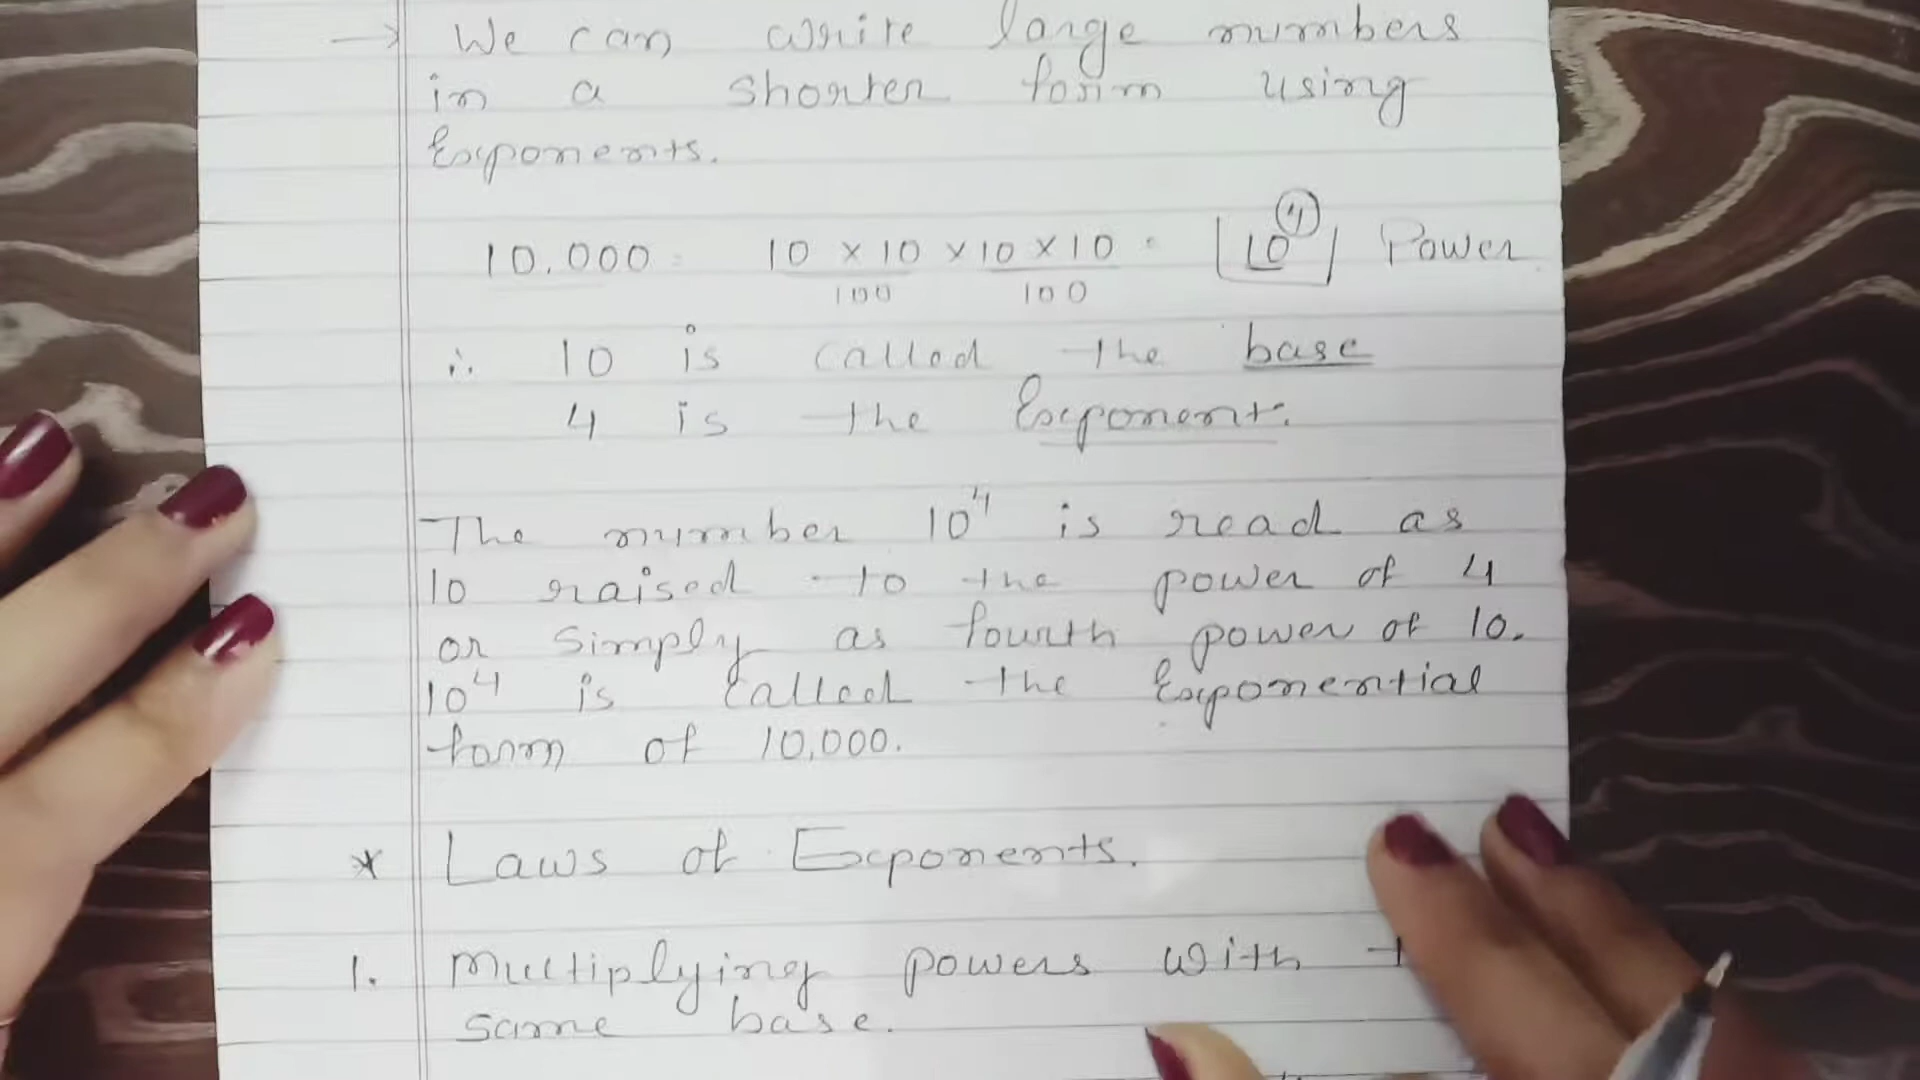 → We can write large numbers
in a shorter form using
Exponents.
10,000 = 10 × 10 × 10 × 10 = 10⁴ Power
100 100
∴ 10 is called the base
4 is the Exponent.
The number 10⁴ is read as
10 raised to the power of 4
or simply as fourth power of 10.
10⁴ is called the Exponential
form of 10,000.
* Laws of Exponents.
1. Multiplying powers with
same base.